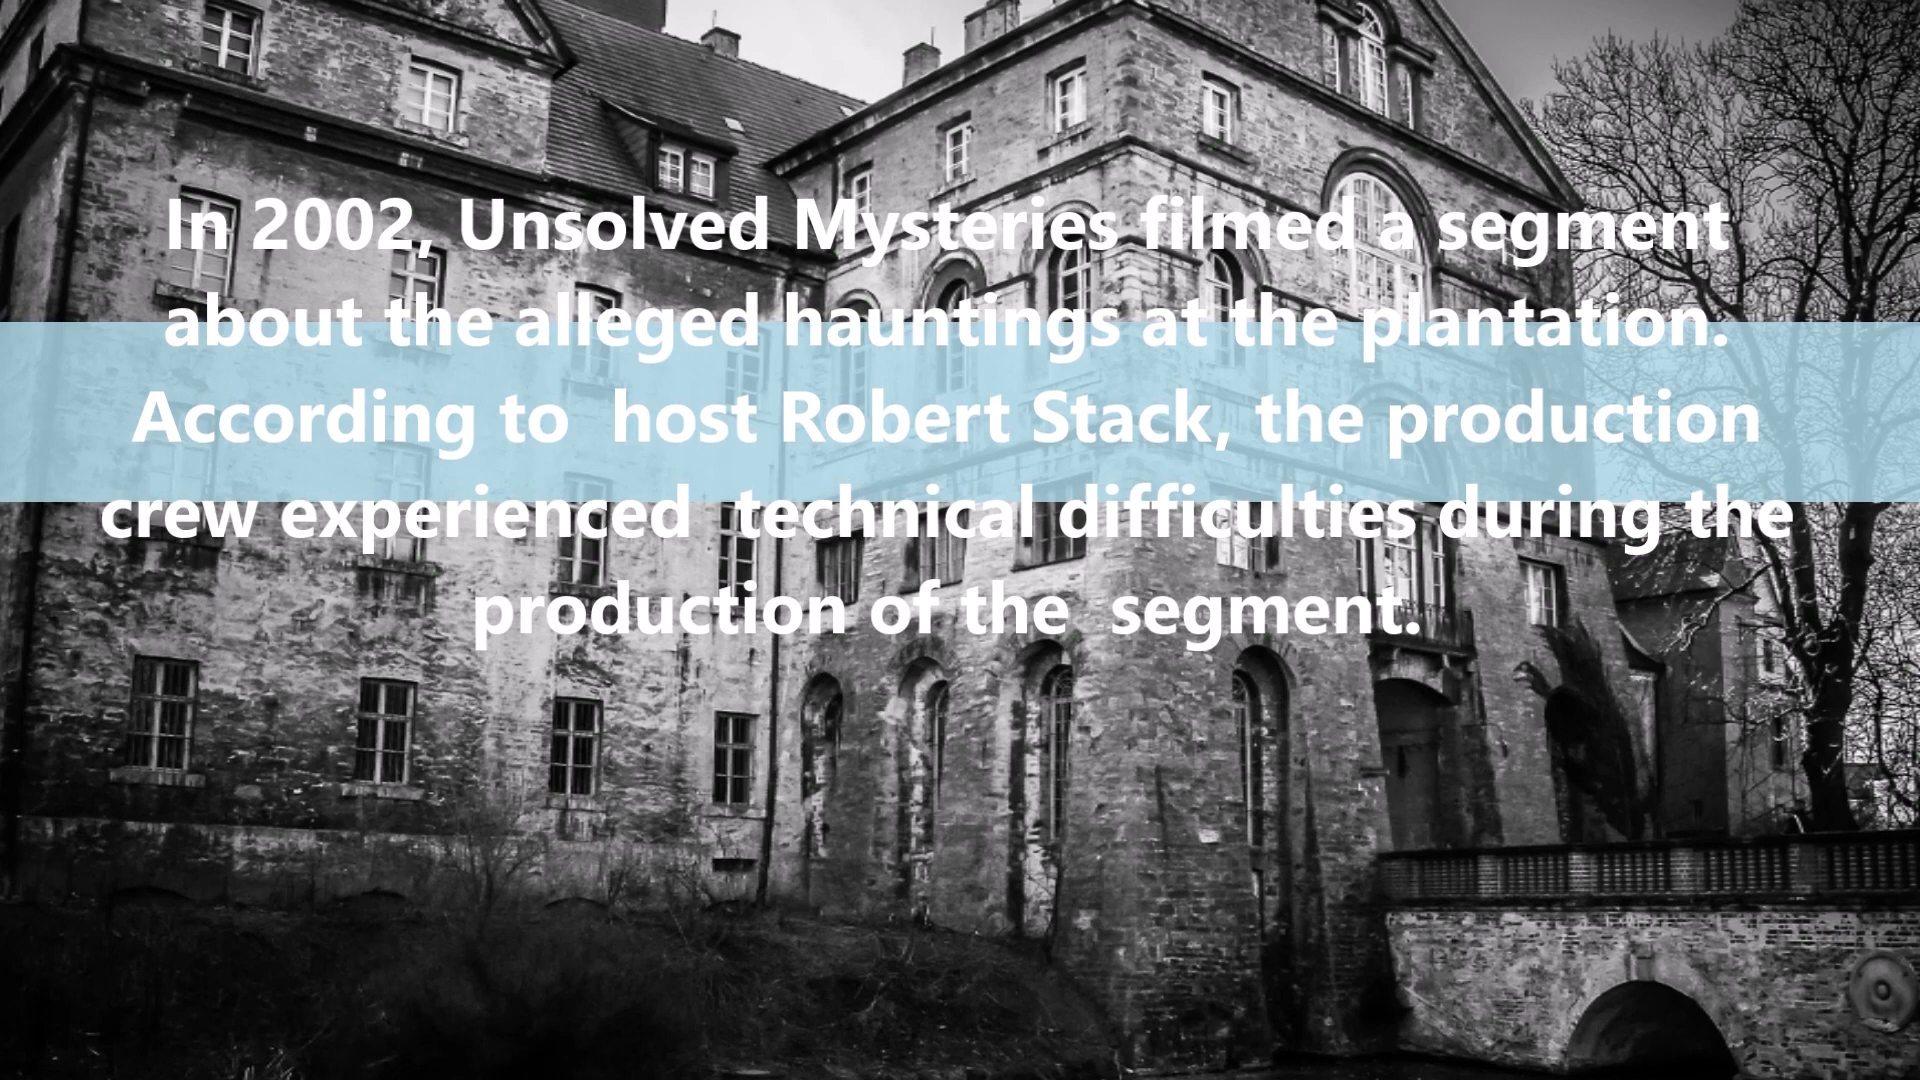 In 2002, Unsolved Mysteries filmed a segment
about the alleged hauntings at the plantation.
According to  host Robert Stack, the production
crew experienced  technical difficulties during the
production of the  segment.